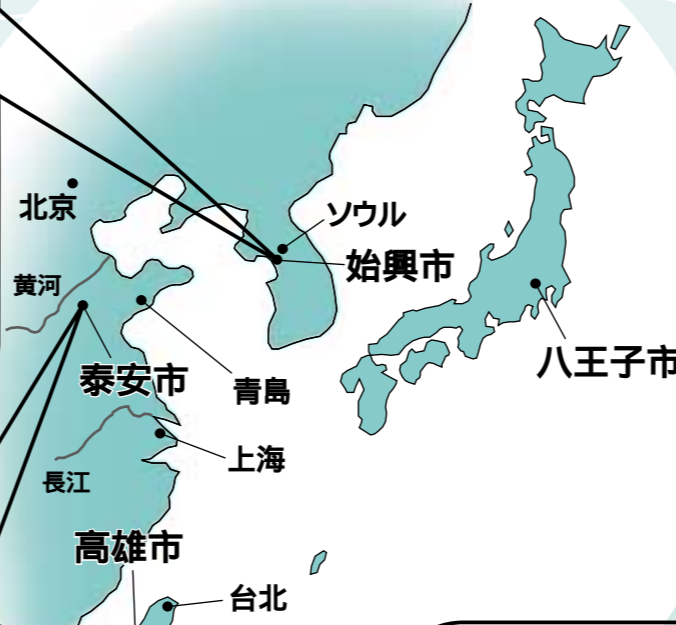 北京
ソウル
始興市
黄河
八王子市
泰安市
青島
上海
長江
高雄市
台北